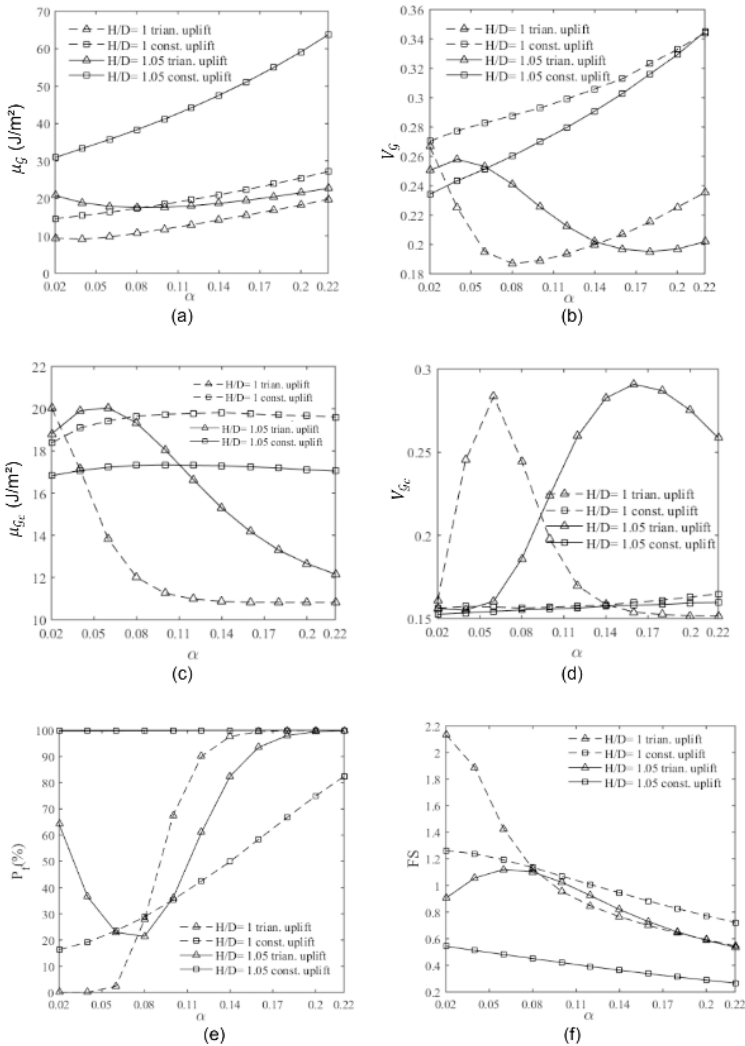 70
60
50
40
30
20
10
0
μ𝒢 (J/m²)
H/D= 1 trian. uplift
H/D= 1 const. uplift
H/D= 1.05 trian. uplift
H/D= 1.05 const. uplift
0.02 0.05 0.08 0.11 0.14 0.17 0.2 0.22
α
(a)
0.36
0.34
0.32
0.3
0.28
0.26
0.24
0.22
0.2
0.18
V𝒢
H/D= 1 trian. uplift
H/D= 1 const. uplift
H/D= 1.05 trian. uplift
H/D= 1.05 const. uplift
0.02 0.05 0.08 0.11 0.14 0.17 0.2 0.22
α
(b)
22
20
18
16
14
12
10
μ𝒢c (J/m²)
H/D= 1 trian. uplift
H/D= 1 const. uplift
H/D= 1.05 trian. uplift
H/D= 1.05 const. uplift
0.02 0.05 0.08 0.11 0.14 0.17 0.2 0.22
α
(c)
0.3
0.25
0.2
0.15
V𝒢c
H/D= 1 trian. uplift
H/D= 1 const. uplift
H/D= 1.05 trian. uplift
H/D= 1.05 const. uplift
0.02 0.05 0.08 0.11 0.14 0.17 0.2 0.22
α
(d)
100
90
80
70
60
50
40
30
20
10
0
Pf(%)
H/D= 1 trian. uplift
H/D= 1 const. uplift
H/D= 1.05 trian. uplift
H/D= 1.05 const. uplift
0.02 0.05 0.08 0.11 0.14 0.17 0.2 0.22
α
(e)
2.2
2
1.8
1.6
1.4
1.2
1
0.8
0.6
0.4
0.2
FS
H/D= 1 trian. uplift
H/D= 1 const. uplift
H/D= 1.05 trian. uplift
H/D= 1.05 const. uplift
0.02 0.05 0.08 0.11 0.14 0.17 0.2 0.22
α
(f)